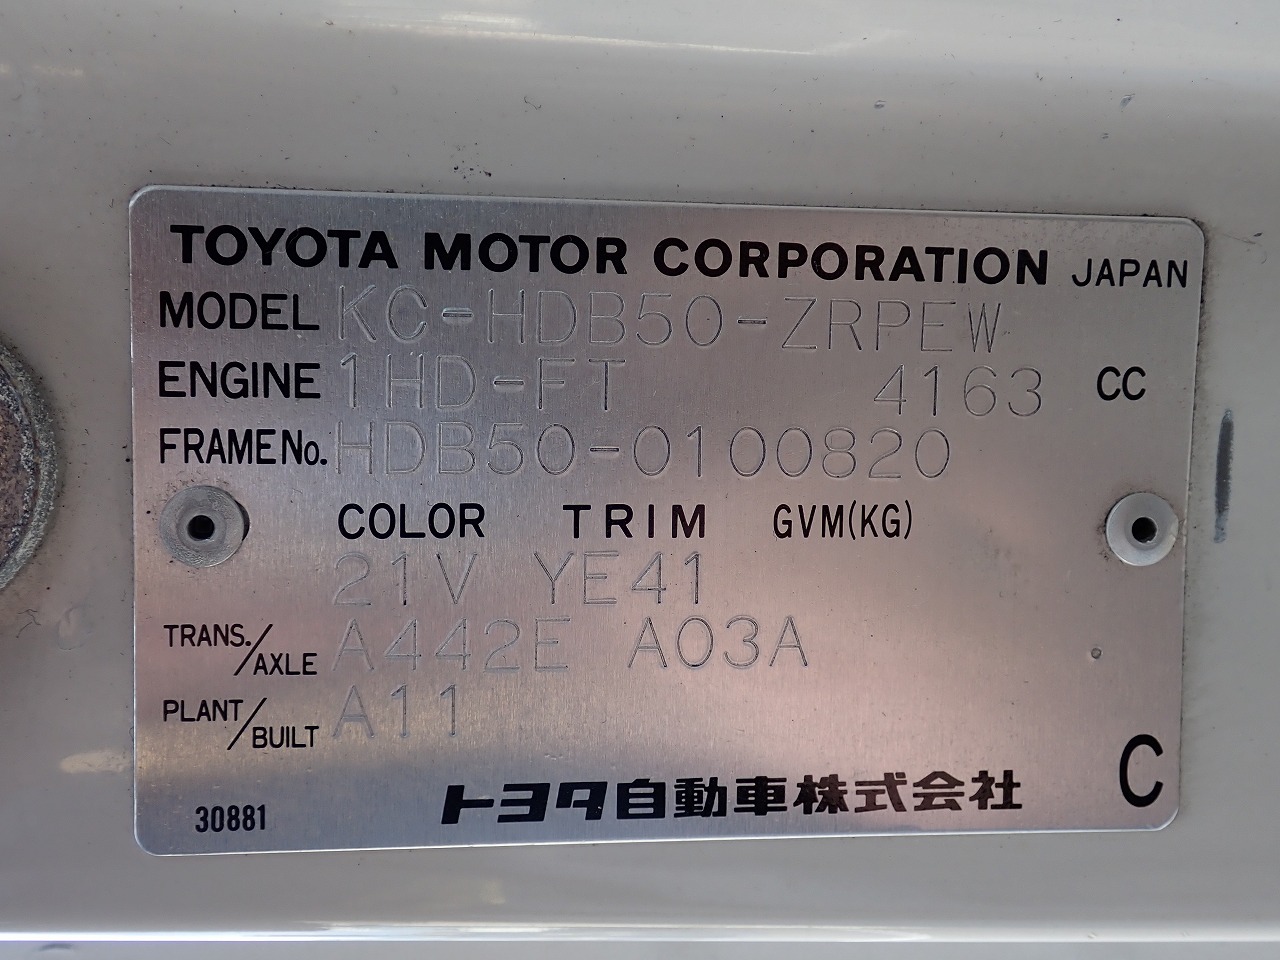 TOYOTA MOTOR CORPORATION JAPAN
MODEL KC-HDB50-ZRPEW
ENGINE 1HD-FT 4163 CC
FRAME No. HDB50-0100820
COLOR TRIM GVM(KG)
21V YE41
TRANS./AXLE A442E A03A
PLANT/BUILT A11
C
30881 トヨタ自動車株式会社